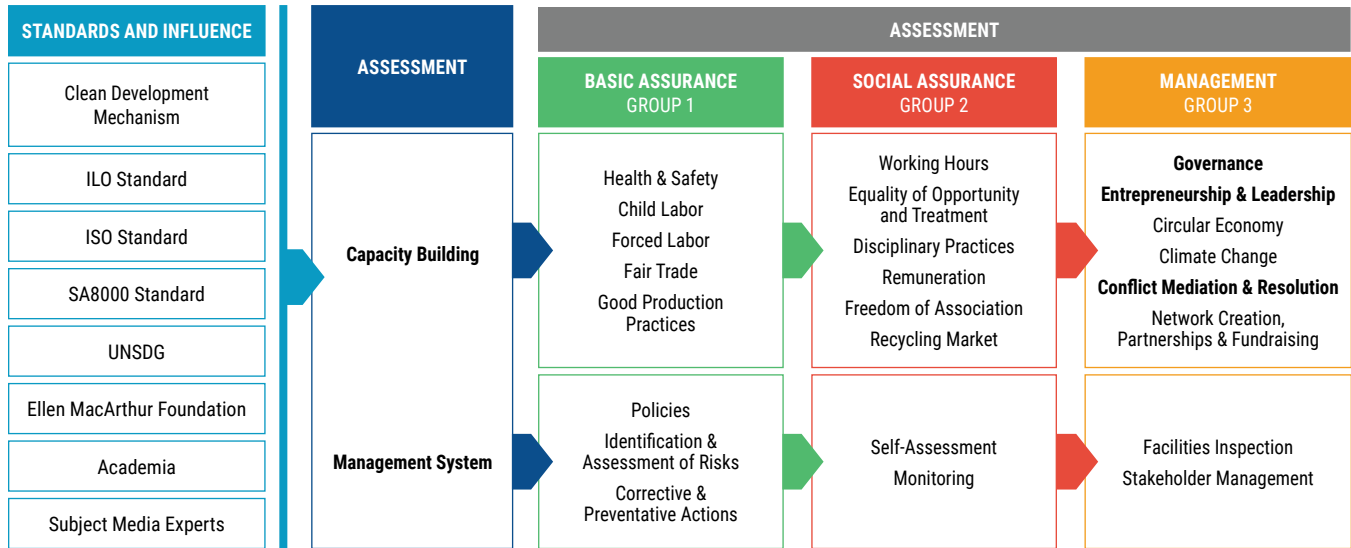 STANDARDS AND INFLUENCE
Clean Development
Mechanism
ILO Standard
ISO Standard
SA8000 Standard
UNSDG
Ellen MacArthur Foundation
Academia
Subject Media Experts
ASSESSMENT
Capacity Building
Management System
ASSESSMENT
BASIC ASSURANCE
GROUP 1
Health & Safety
Child Labor
Forced Labor
Fair Trade
Good Production
Practices
Policies
Identification &
Assessment of Risks
Corrective &
Preventative Actions
SOCIAL ASSURANCE
GROUP 2
Working Hours
Equality of Opportunity
and Treatment
Disciplinary Practices
Remuneration
Freedom of Association
Recycling Market
Self-Assessment
Monitoring
MANAGEMENT
GROUP 3
Governance
Entrepreneurship & Leadership
Circular Economy
Climate Change
Conflict Mediation & Resolution
Network Creation,
Partnerships & Fundraising
Facilities Inspection
Stakeholder Management